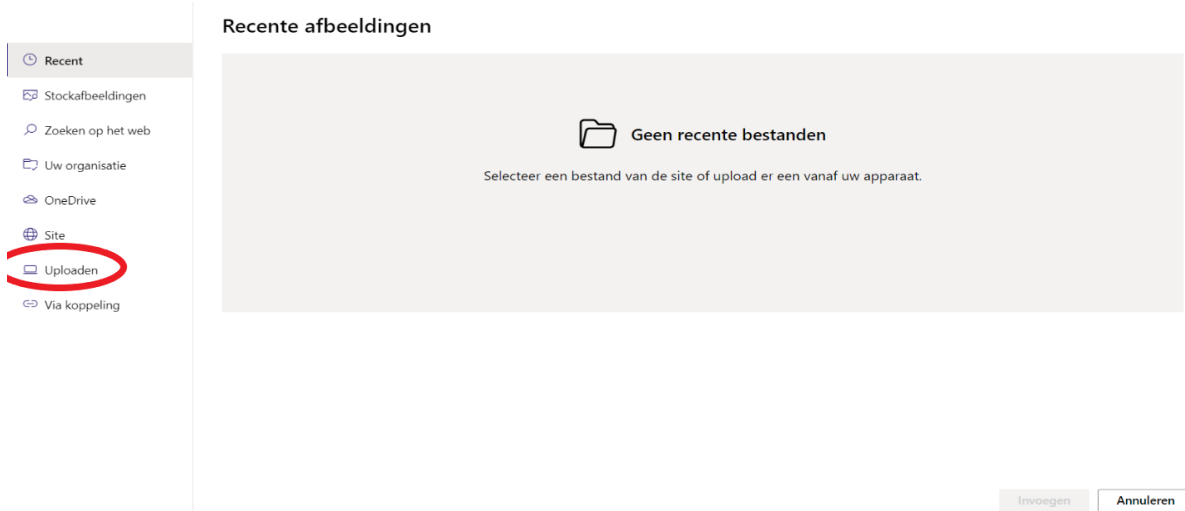 Recente afbeeldingen
Recent
Stockafbeeldingen
Zoeken op het web
Uw organisatie
OneDrive
Site
Uploaden
Via koppeling
Geen recente bestanden
Selecteer een bestand van de site of upload er een vanaf uw apparaat.
Invoegen
Annuleren